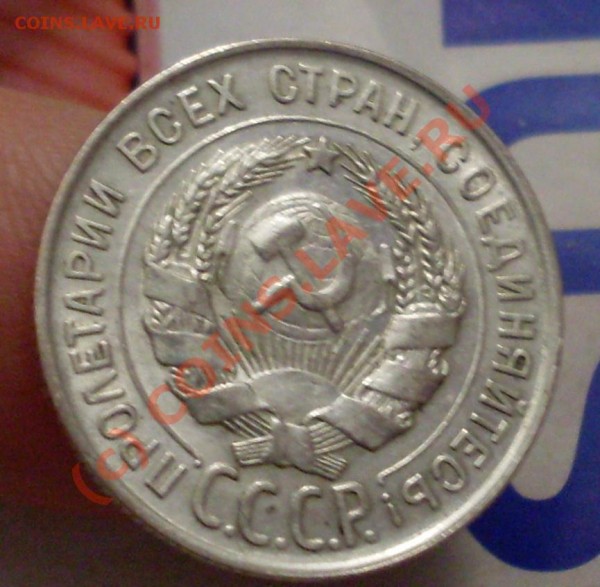 COINS.LAVE.RU
ПРОЛЕТАРИИ ВСЕХ СТРАН, СОЕДИНЯЙТЕСЬ!
С.С.С.Р.
(c) COINS.LAVE.RU